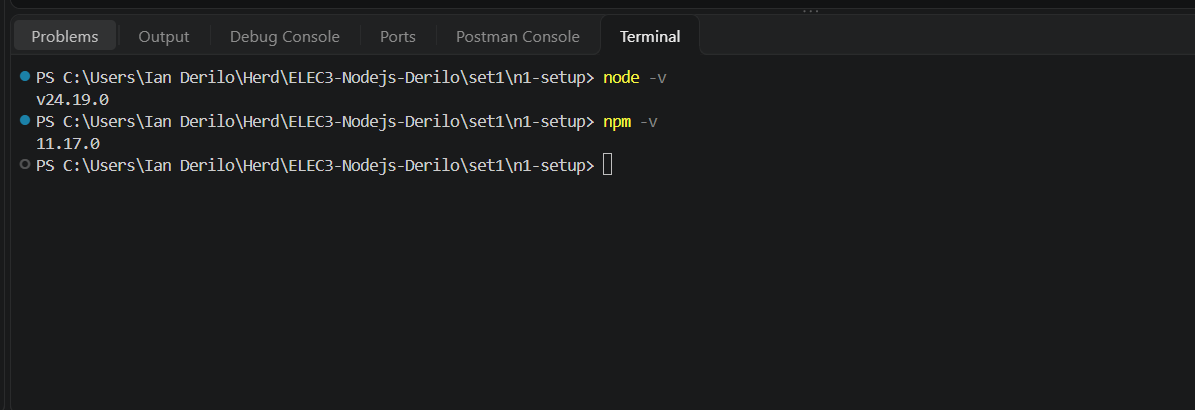 Problems Output Debug Console Ports Postman Console Terminal
PS C:\Users\Ian Derilo\Herd\ELEC3-Nodejs-Derilo\set1\n1-setup> node -v
v24.19.0
PS C:\Users\Ian Derilo\Herd\ELEC3-Nodejs-Derilo\set1\n1-setup> npm -v
11.17.0
PS C:\Users\Ian Derilo\Herd\ELEC3-Nodejs-Derilo\set1\n1-setup>